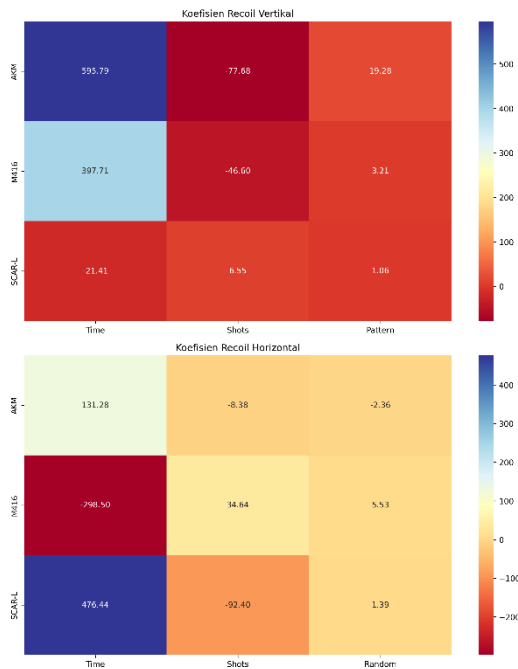 Koefisien Recoil Vertikal
AKM 595.79 -77.68 19.28
M416 397.71 -46.60 3.21
SCAR-L 21.41 6.55 1.06
Time Shots Pattern
500
400
300
200
100
0
Koefisien Recoil Horizontal
AKM 131.28 -8.38 -2.36
M416 -298.50 34.64 5.53
SCAR-L 476.44 -92.40 1.39
Time Shots Random
400
300
200
100
0
−100
−200